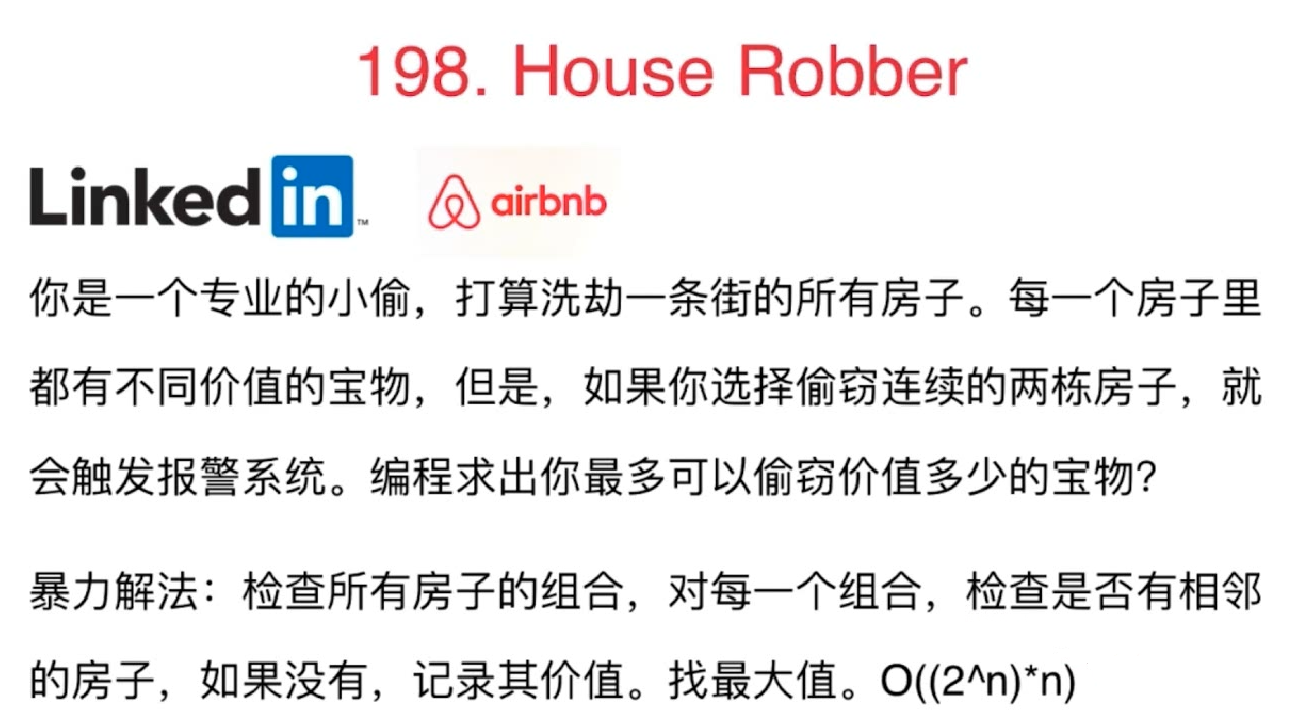 198. House Robber
Linked in™ airbnb
你是一个专业的小偷，打算洗劫一条街的所有房子。每一个房子里
都有不同价值的宝物，但是，如果你选择偷窃连续的两栋房子，就
会触发报警系统。编程求出你最多可以偷窃价值多少的宝物？
暴力解法：检查所有房子的组合，对每一个组合，检查是否有相邻
的房子，如果没有，记录其价值。找最大值。O((2^n)*n)